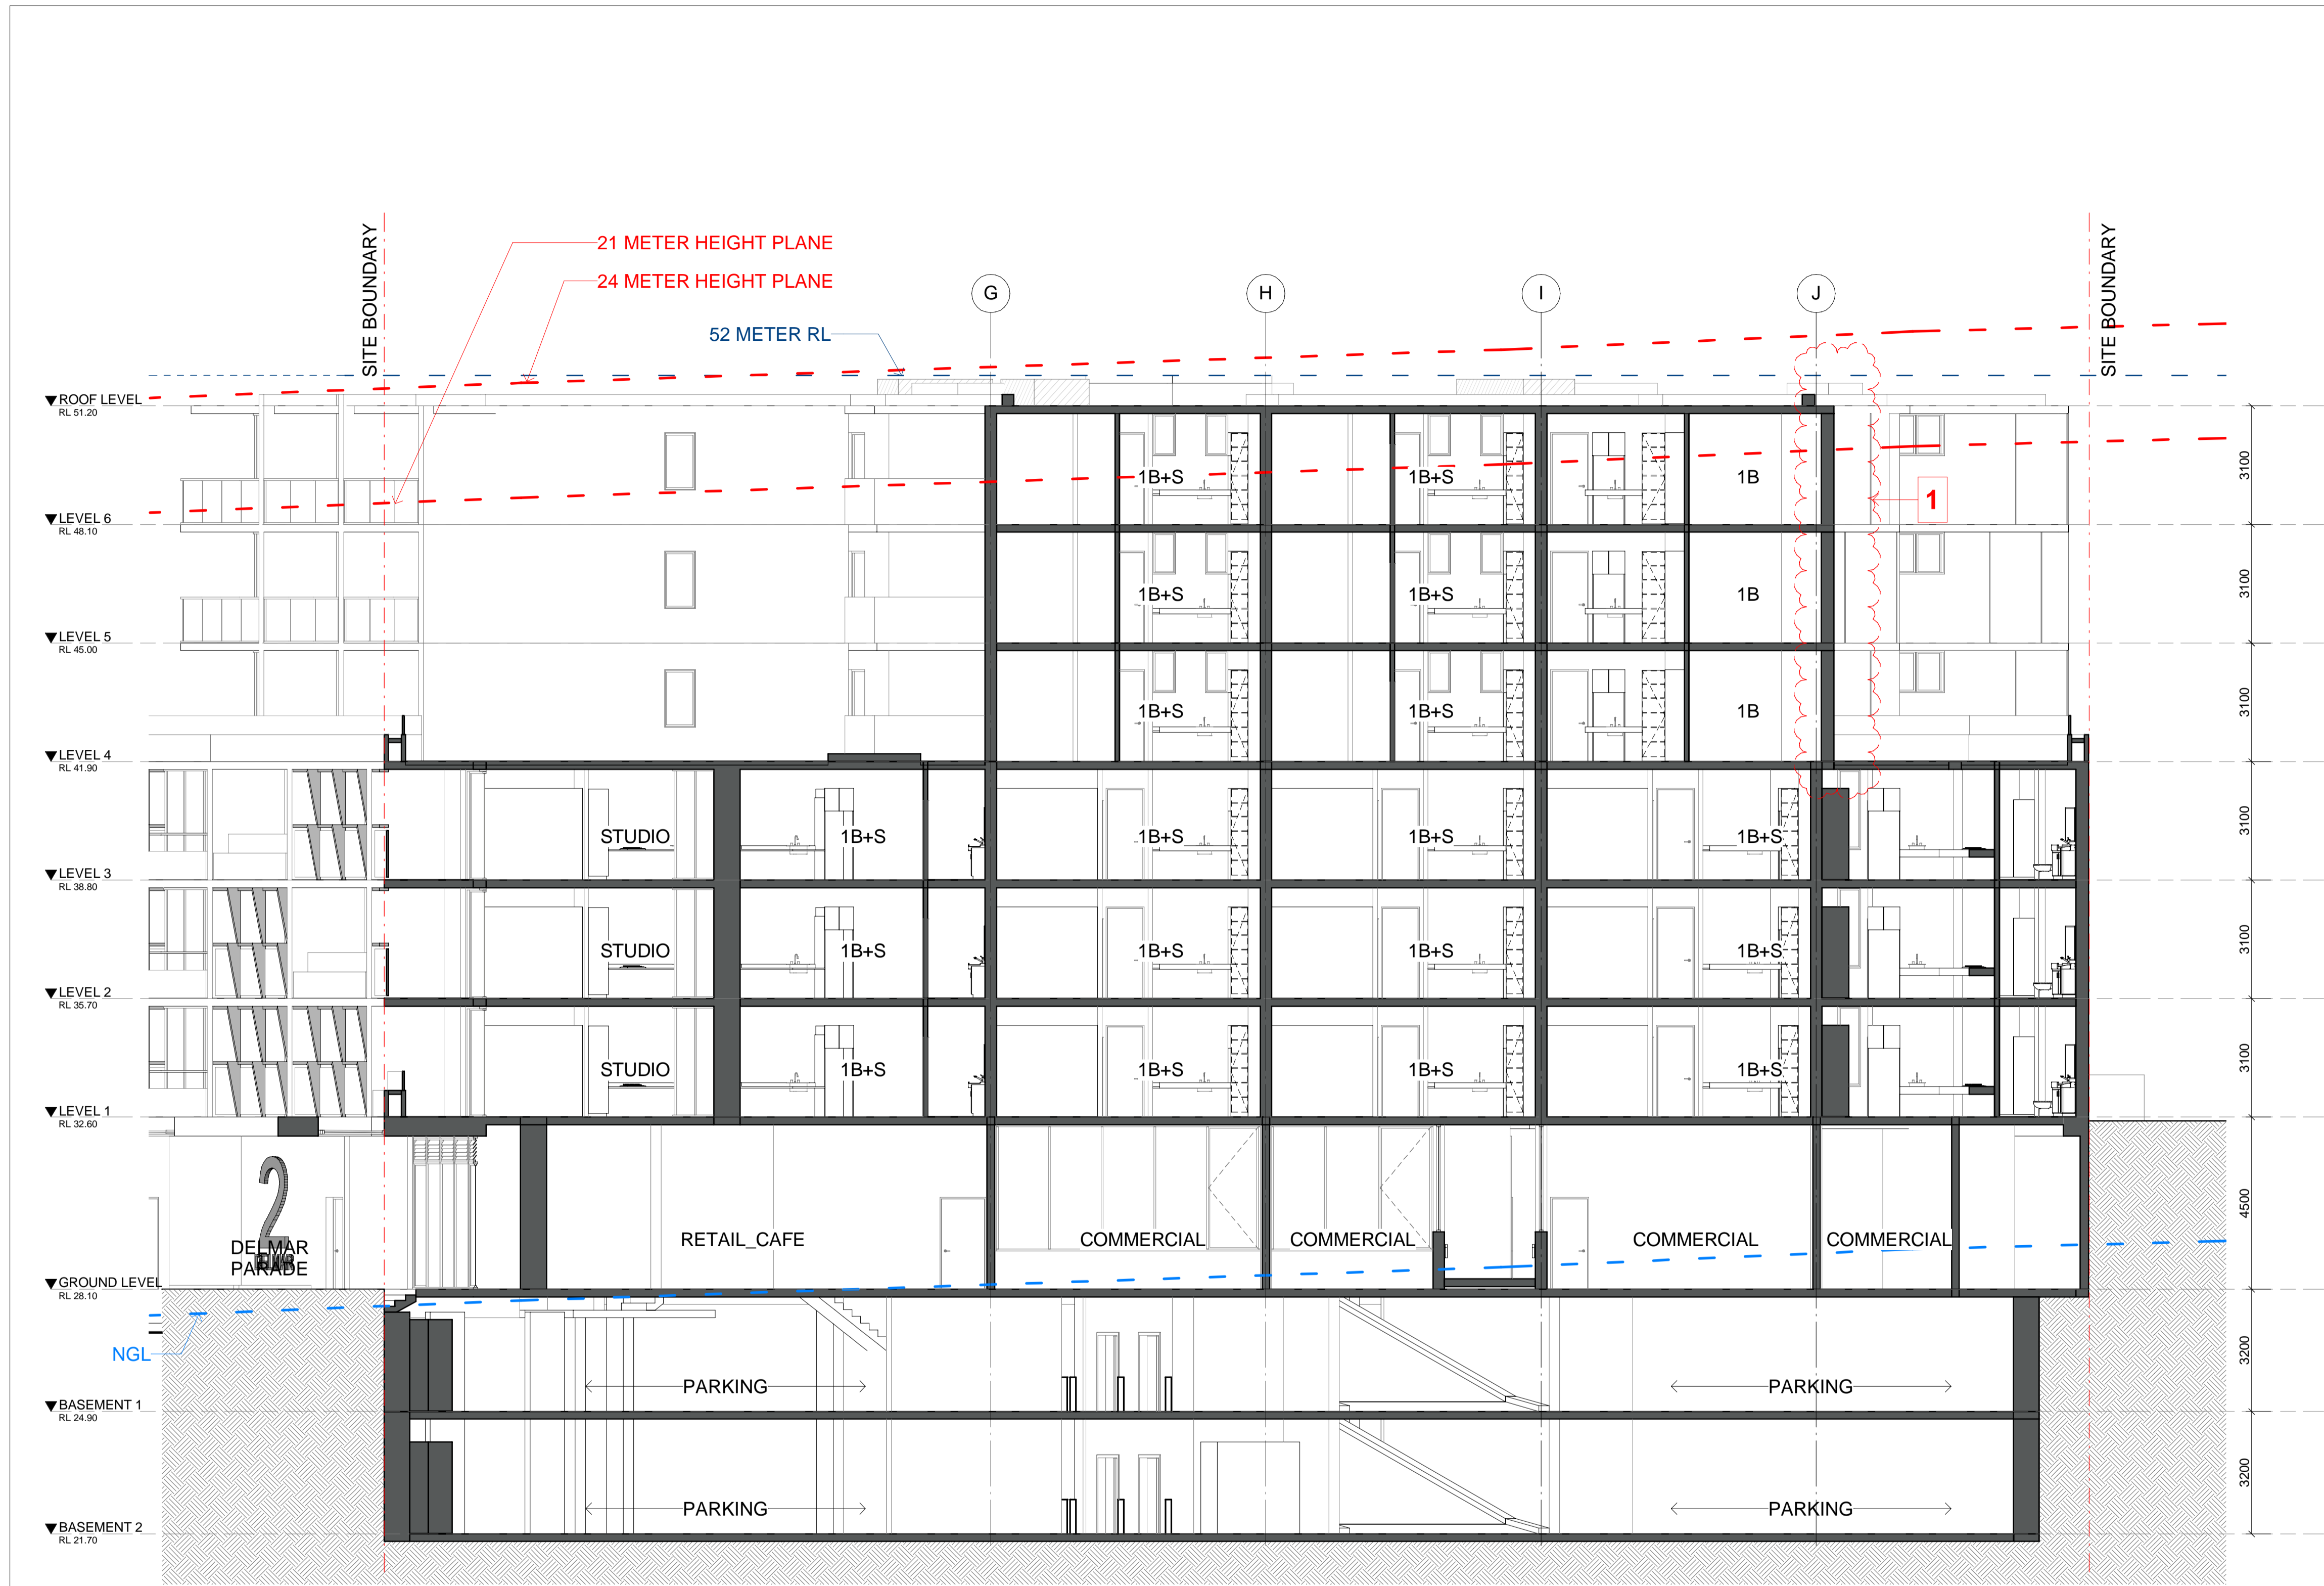 SITE BOUNDARY
SITE BOUNDARY
21 METER HEIGHT PLANE
24 METER HEIGHT PLANE
52 METER RL
G
H
I
J
ROOF LEVEL
RL 51.20
1B+S
1B+S
1B
1
3100
LEVEL 6
RL 48.10
1B+S
1B+S
1B
3100
LEVEL 5
RL 45.00
1B+S
1B+S
1B
3100
LEVEL 4
RL 41.90
STUDIO
1B+S
1B+S
1B+S
1B+S
3100
LEVEL 3
RL 38.80
STUDIO
1B+S
1B+S
1B+S
1B+S
3100
LEVEL 2
RL 35.70
STUDIO
1B+S
1B+S
1B+S
1B+S
3100
LEVEL 1
RL 32.60
2
DELMAR
PARADE
RETAIL_CAFE
COMMERCIAL
COMMERCIAL
COMMERCIAL
COMMERCIAL
4500
GROUND LEVEL
RL 28.10
NGL
PARKING
PARKING
3200
BASEMENT 1
RL 24.90
PARKING
PARKING
3200
BASEMENT 2
RL 21.70